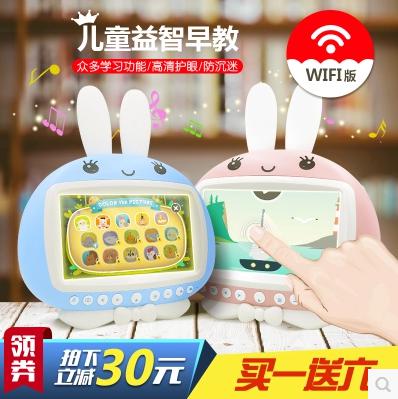 儿童益智早教
众多学习功能/高清护眼/防沉迷
WIFI版
COLOR THE PICTURE
领券
拍下立减30元
买一送六